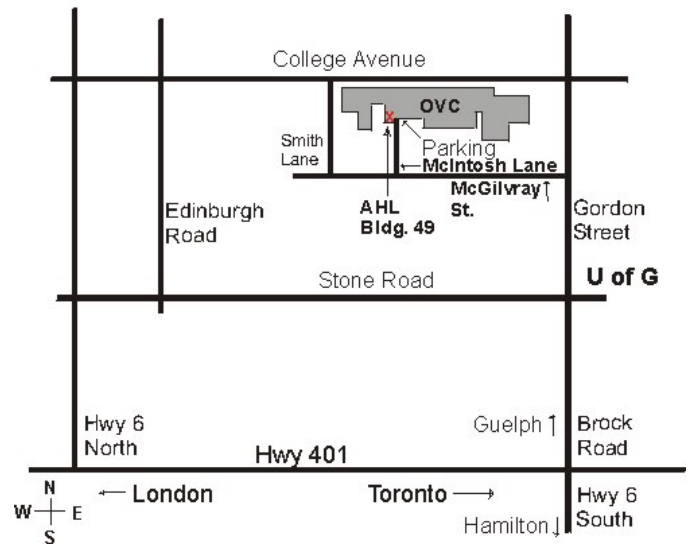 College Avenue
OVC
X
Smith
Lane
Parking
McIntosh Lane
McGilvray
St.
AHL
Bldg. 49
Edinburgh
Road
Gordon
Street
U of G
Stone Road
Hwy 6
North
Guelph ↑
Brock
Road
Hwy 401
← London
Toronto →
Hwy 6
South
Hamilton ↓
N
W E
S